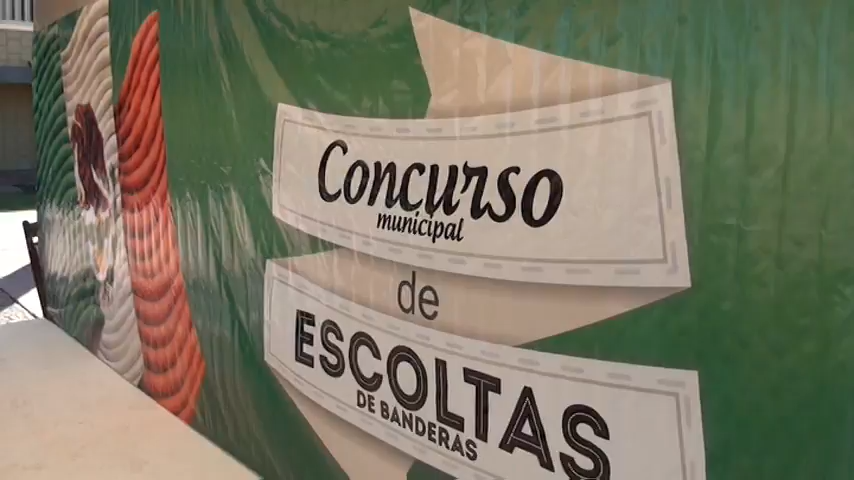 Concurso
municipal
de
ESCOLTAS
DE BANDERAS